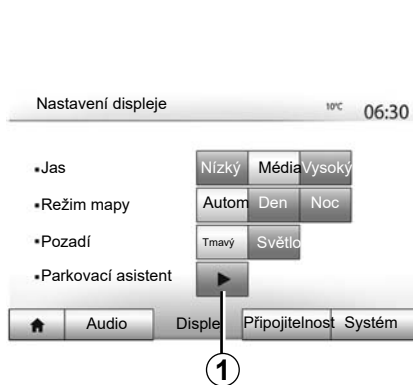 Nastavení displeje 10°C 06:30
▪Jas Nízký Média Vysoký
▪Režim mapy Autom Den Noc
▪Pozadí Tmavý Světlo
▪Parkovací asistent
Audio Disple Připojitelnost Systém
1